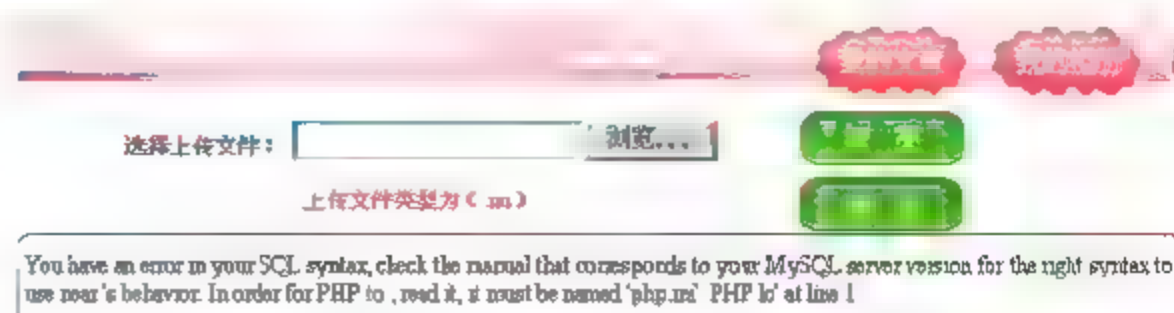 选择上传文件： 浏览...
上传文件类型为（ ini ）
You have an error in your SQL syntax, check the manual that corresponds to your MySQL server version for the right syntax to
use near 's behavior. In order for PHP to , read it, it must be named 'php.ini' PHP lo' at line 1